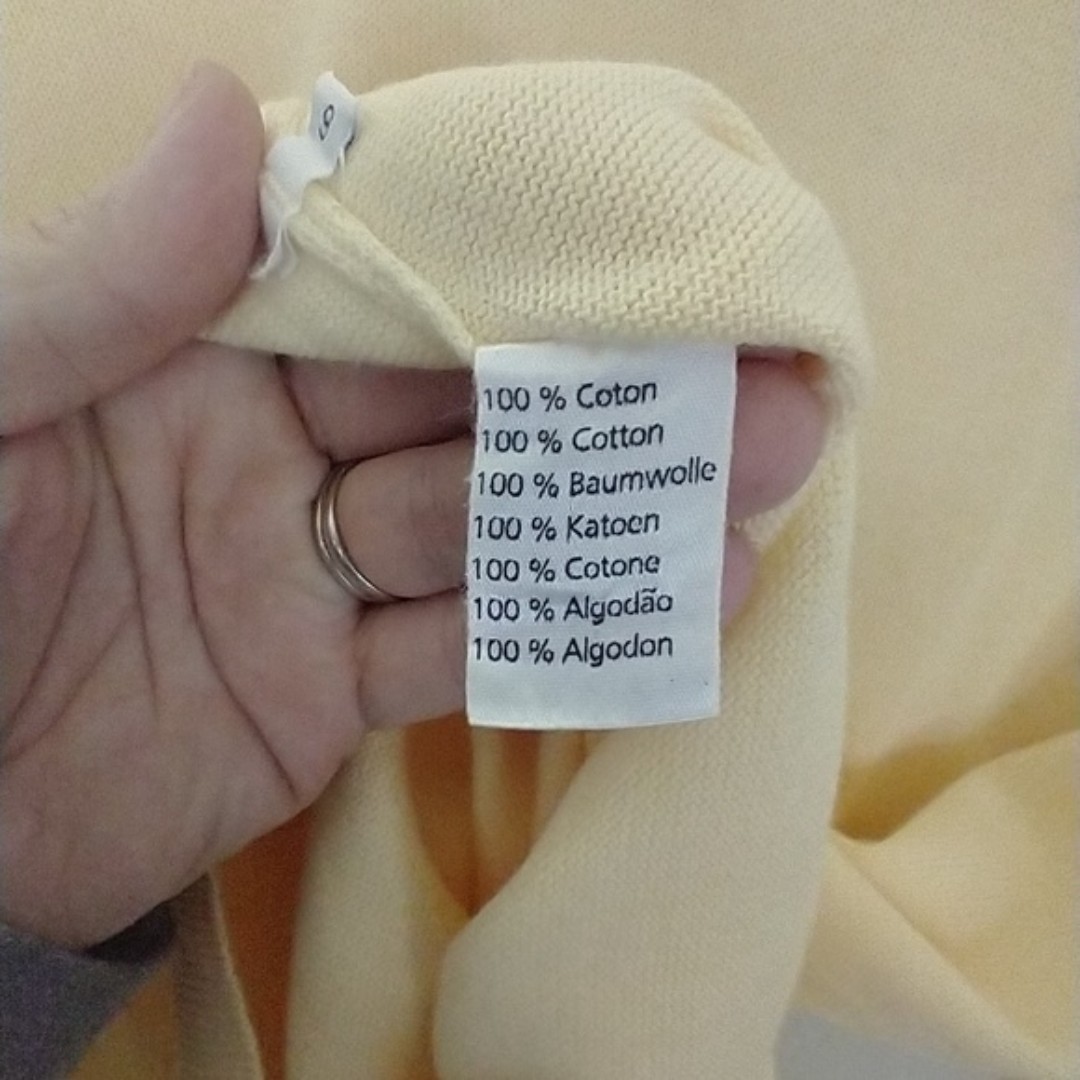 100 % Coton
100 % Cotton
100 % Baumwolle
100 % Katoen
100 % Cotone
100 % Algodão
100 % Algodon